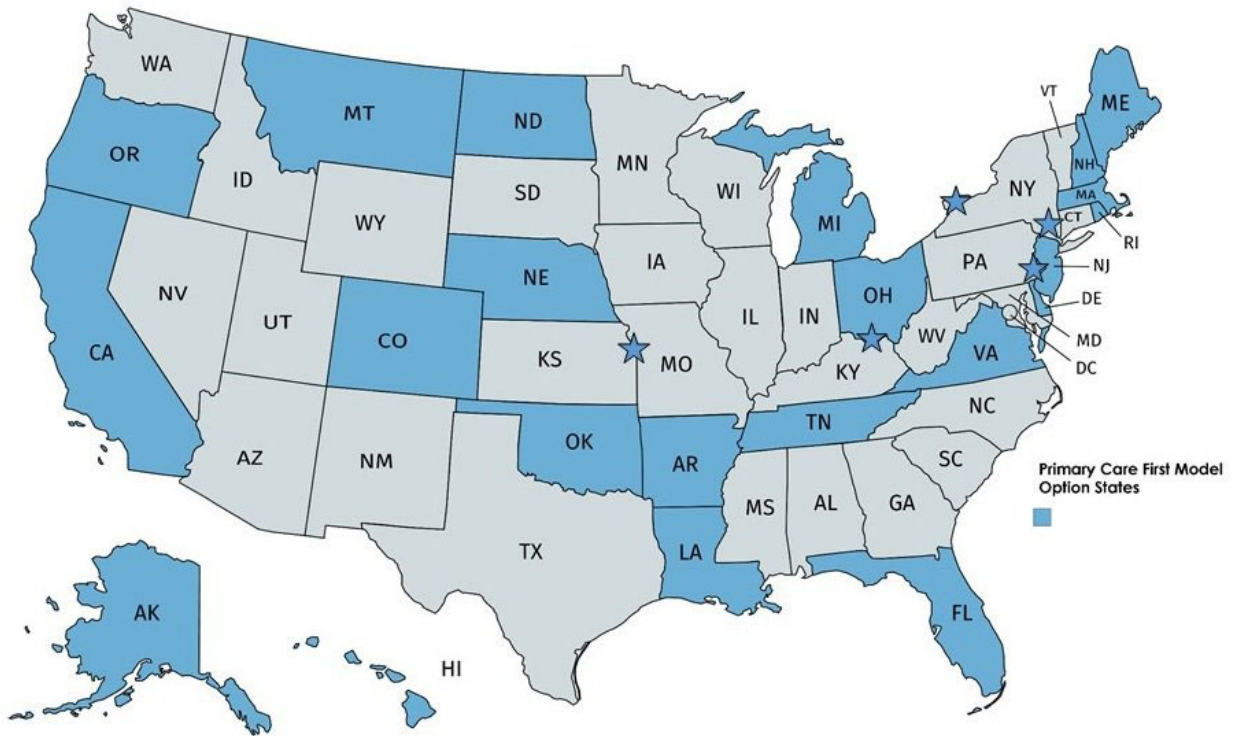 WA
VT
ME
MT
ND
OR
MN
NH
ID
SD
WI
NY
MA
WY
MI
CT
RI
IA
PA
NJ
NE
NV
OH
DE
UT
IL
IN
CA
CO
WV
MD
KS
MO
VA
DC
KY
NC
TN
OK
AZ
NM
AR
SC
Primary Care First Model
Option States
MS
AL
GA
TX
LA
AK
FL
HI